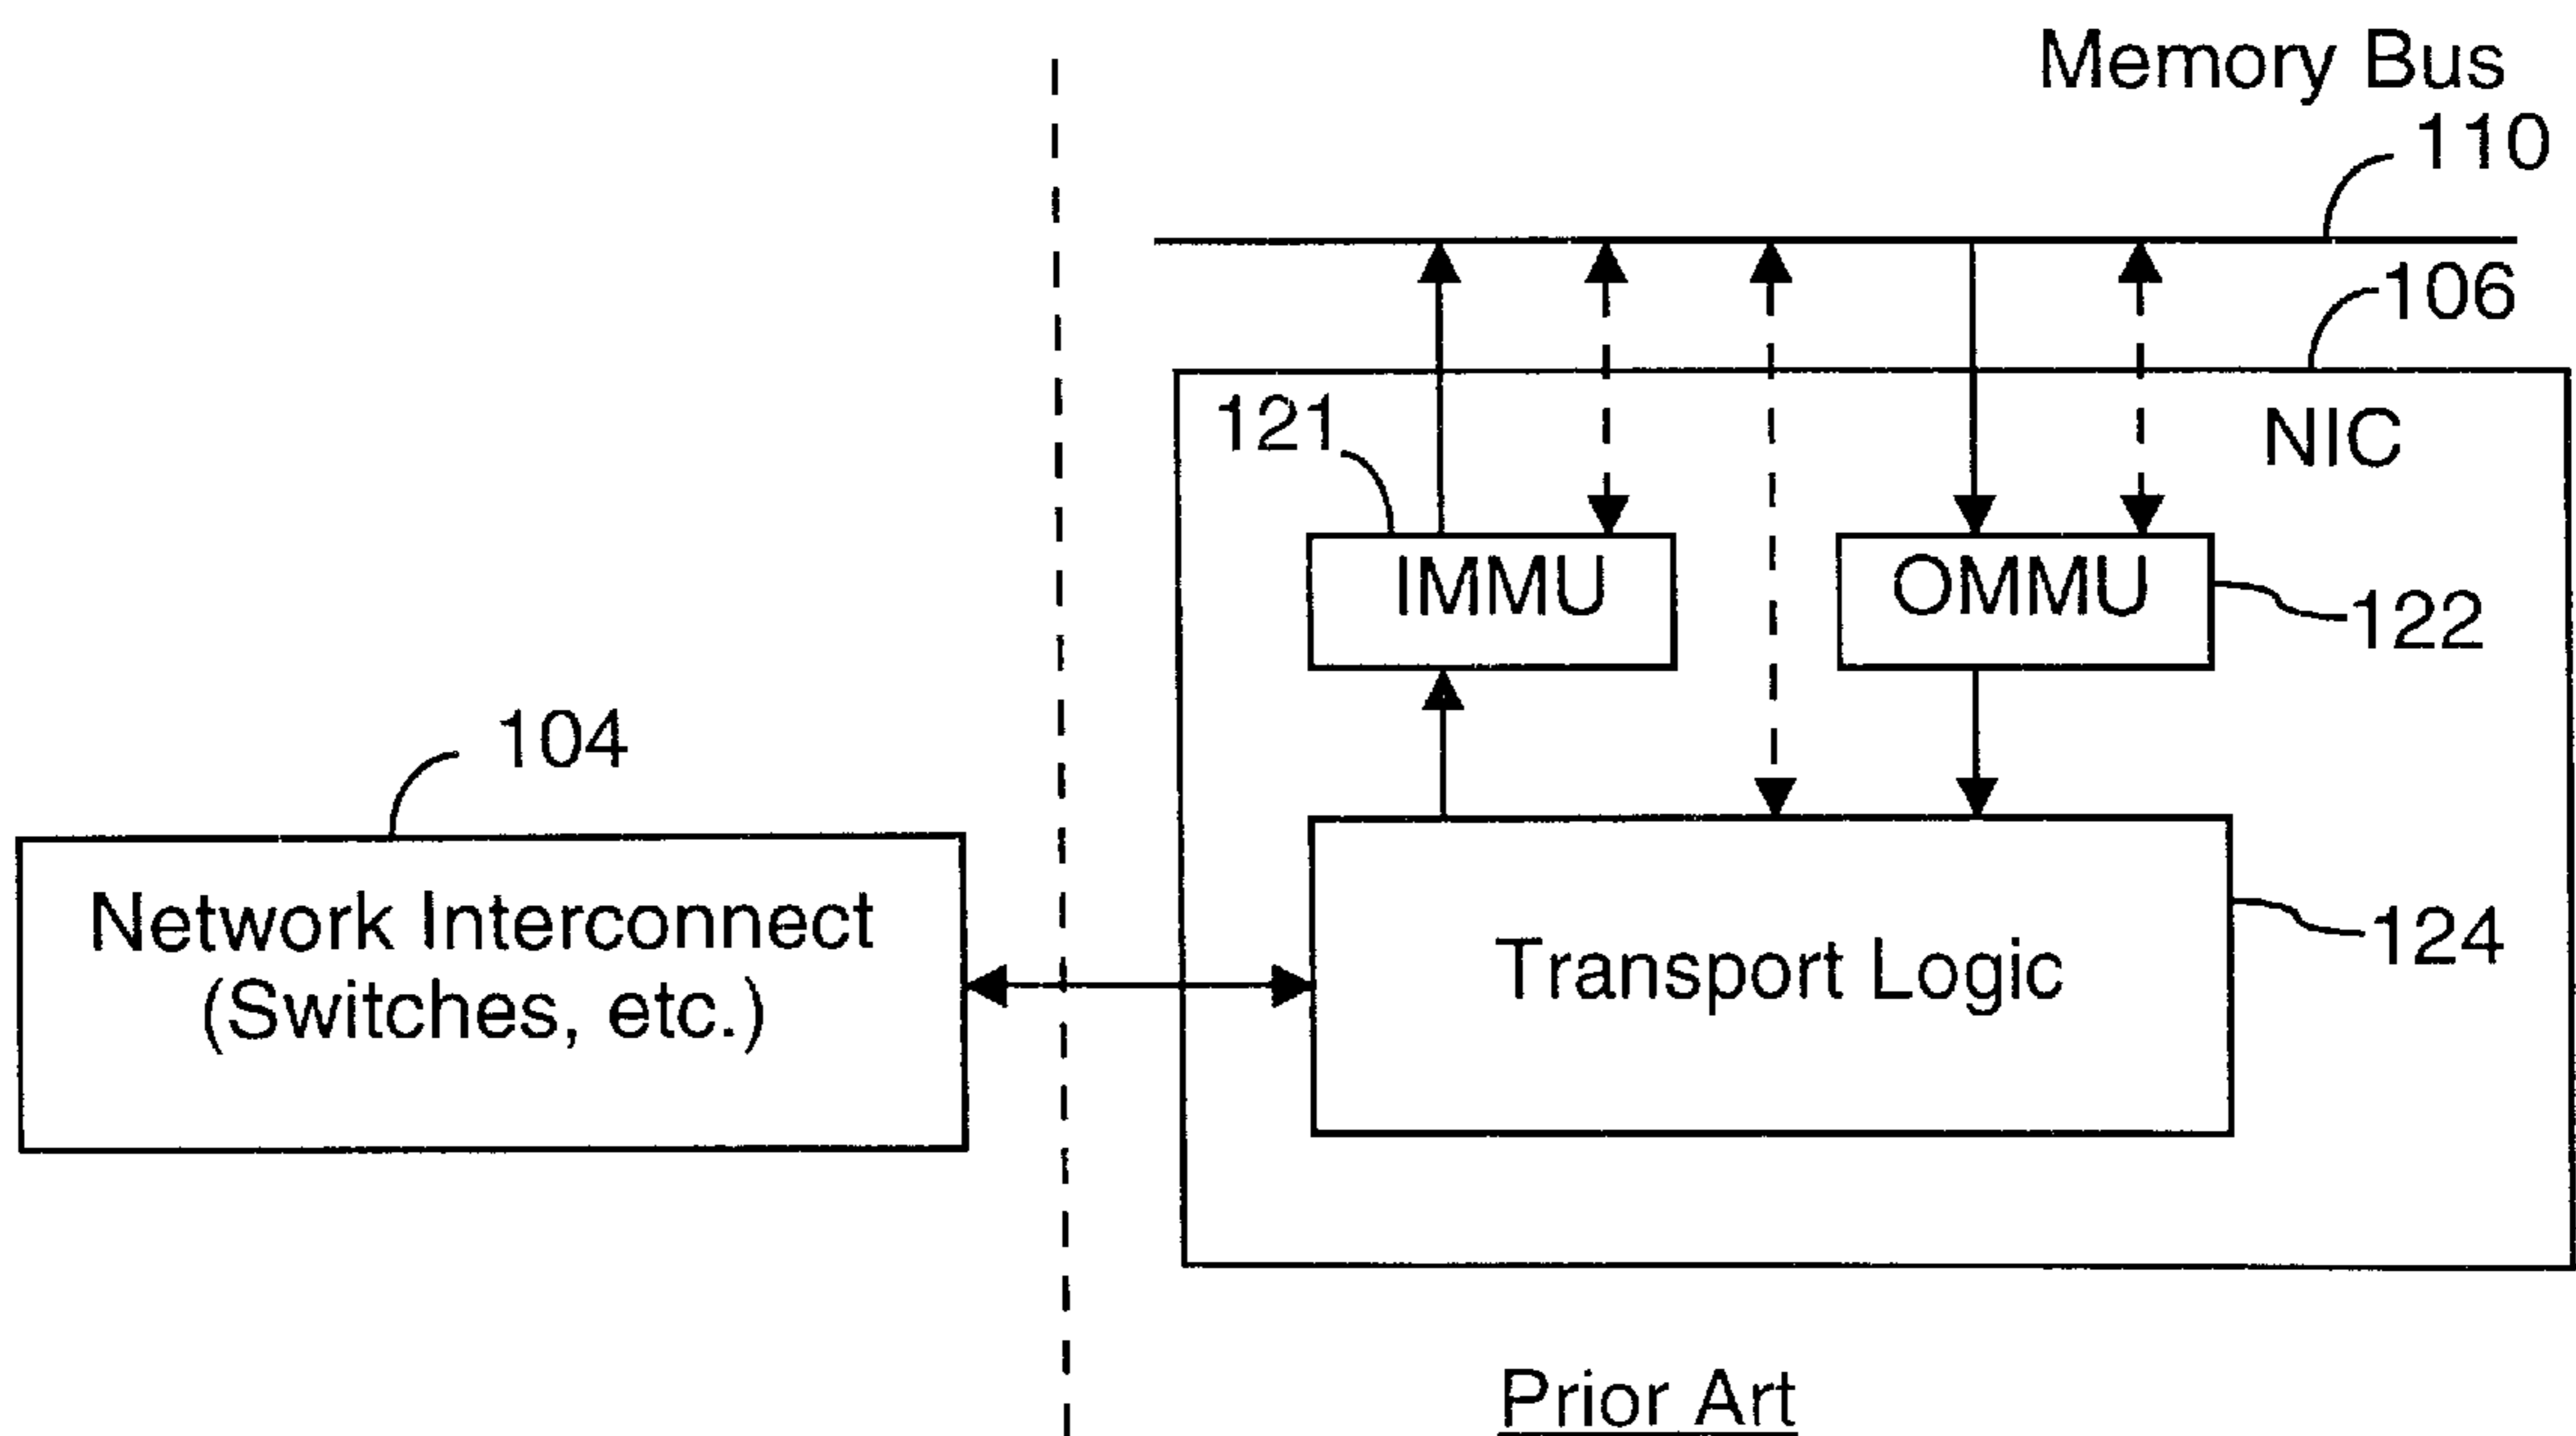 Memory Bus
110
106
NIC
121
IMMU
OMMU
122
104
Network Interconnect
(Switches, etc.)
Transport Logic
124
Prior Art